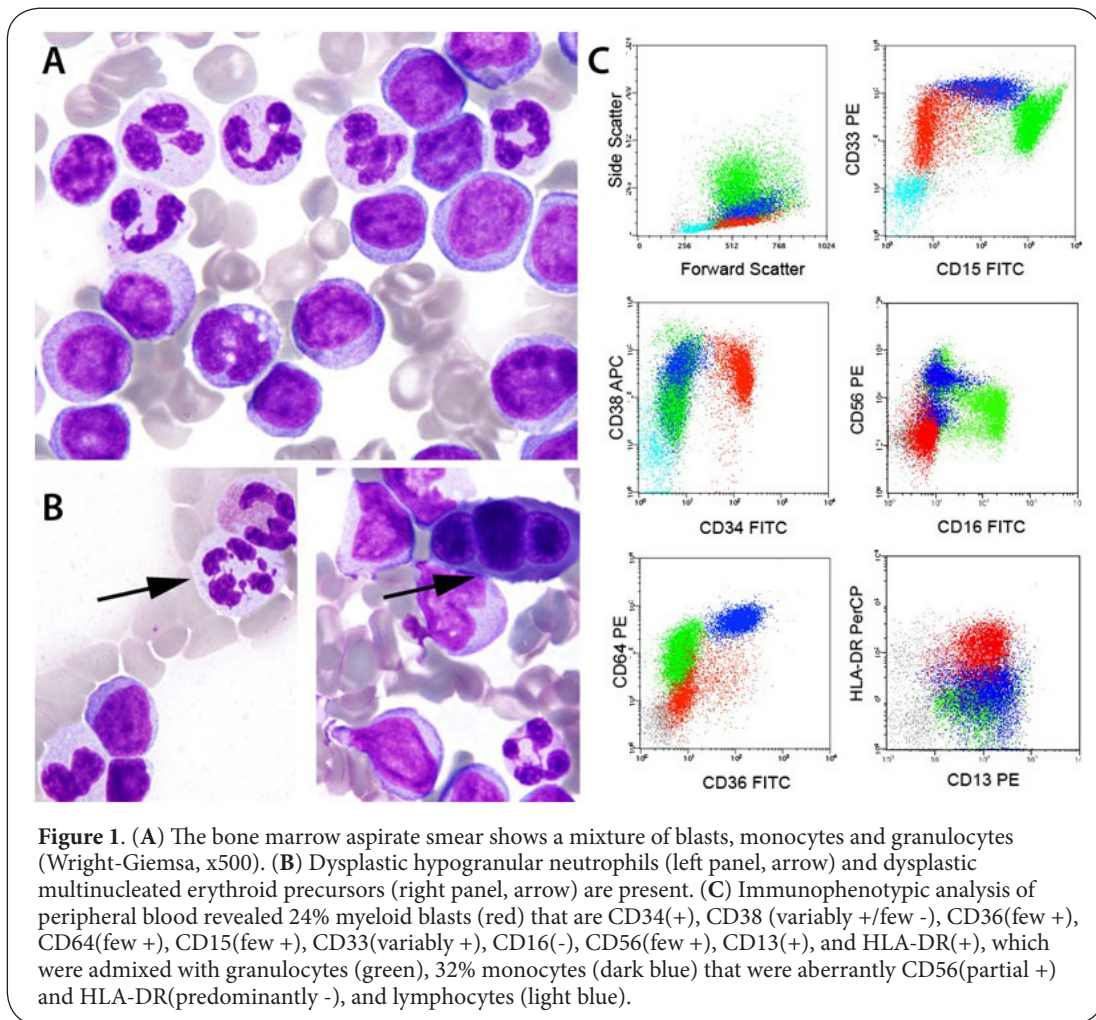 A
C
Side Scatter
0 256 512 768 1024
Forward Scatter
CD33 PE
CD15 FITC
CD38 APC
CD34 FITC
CD56 PE
CD16 FITC
B
CD64 PE
CD36 FITC
HLA-DR PerCP
CD13 PE
Figure 1. (A) The bone marrow aspirate smear shows a mixture of blasts, monocytes and granulocytes
(Wright-Giemsa, x500). (B) Dysplastic hypogranular neutrophils (left panel, arrow) and dysplastic
multinucleated erythroid precursors (right panel, arrow) are present. (C) Immunophenotypic analysis of
peripheral blood revealed 24% myeloid blasts (red) that are CD34(+), CD38 (variably +/few -), CD36(few +),
CD64(few +), CD15(few +), CD33(variably +), CD16(-), CD56(few +), CD13(+), and HLA-DR(+), which
were admixed with granulocytes (green), 32% monocytes (dark blue) that were aberrantly CD56(partial +)
and HLA-DR(predominantly -), and lymphocytes (light blue).